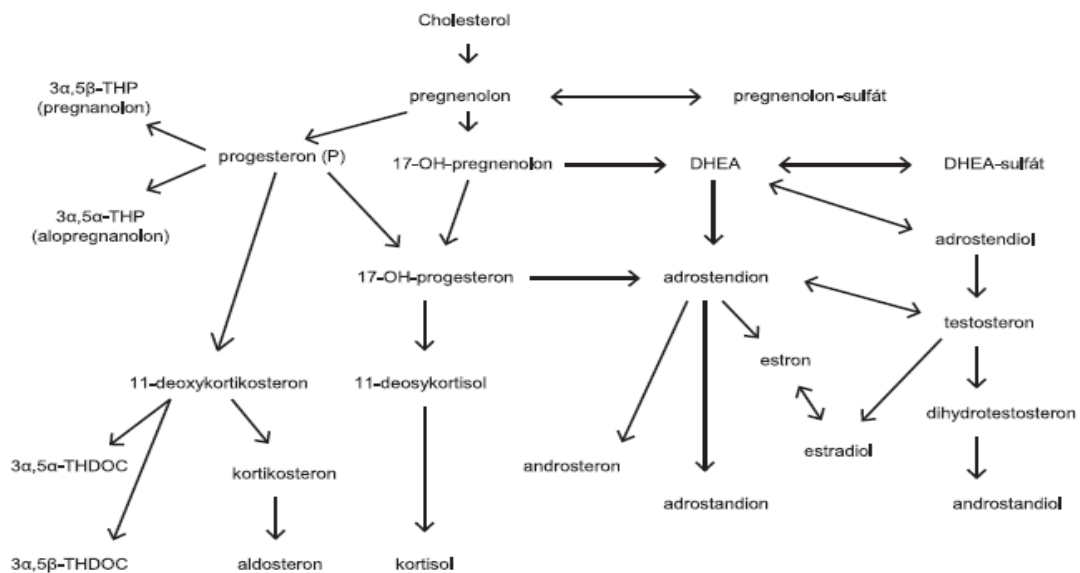 Cholesterol
3α,5β-THP
(pregnanolon)
pregnenolon
pregnenolon-sulfát
progesteron (P)
17-OH-pregnenolon
DHEA
DHEA-sulfát
3α,5α-THP
(alopregnanolon)
adrostendiol
17-OH-progesteron
adrostendion
testosteron
estron
11-deoxykortikosteron
11-deosykortisol
dihydrotestosteron
estradiol
3α,5α-THDOC
kortikosteron
androsteron
adrostandion
androstandiol
3α,5β-THDOC
aldosteron
kortisol